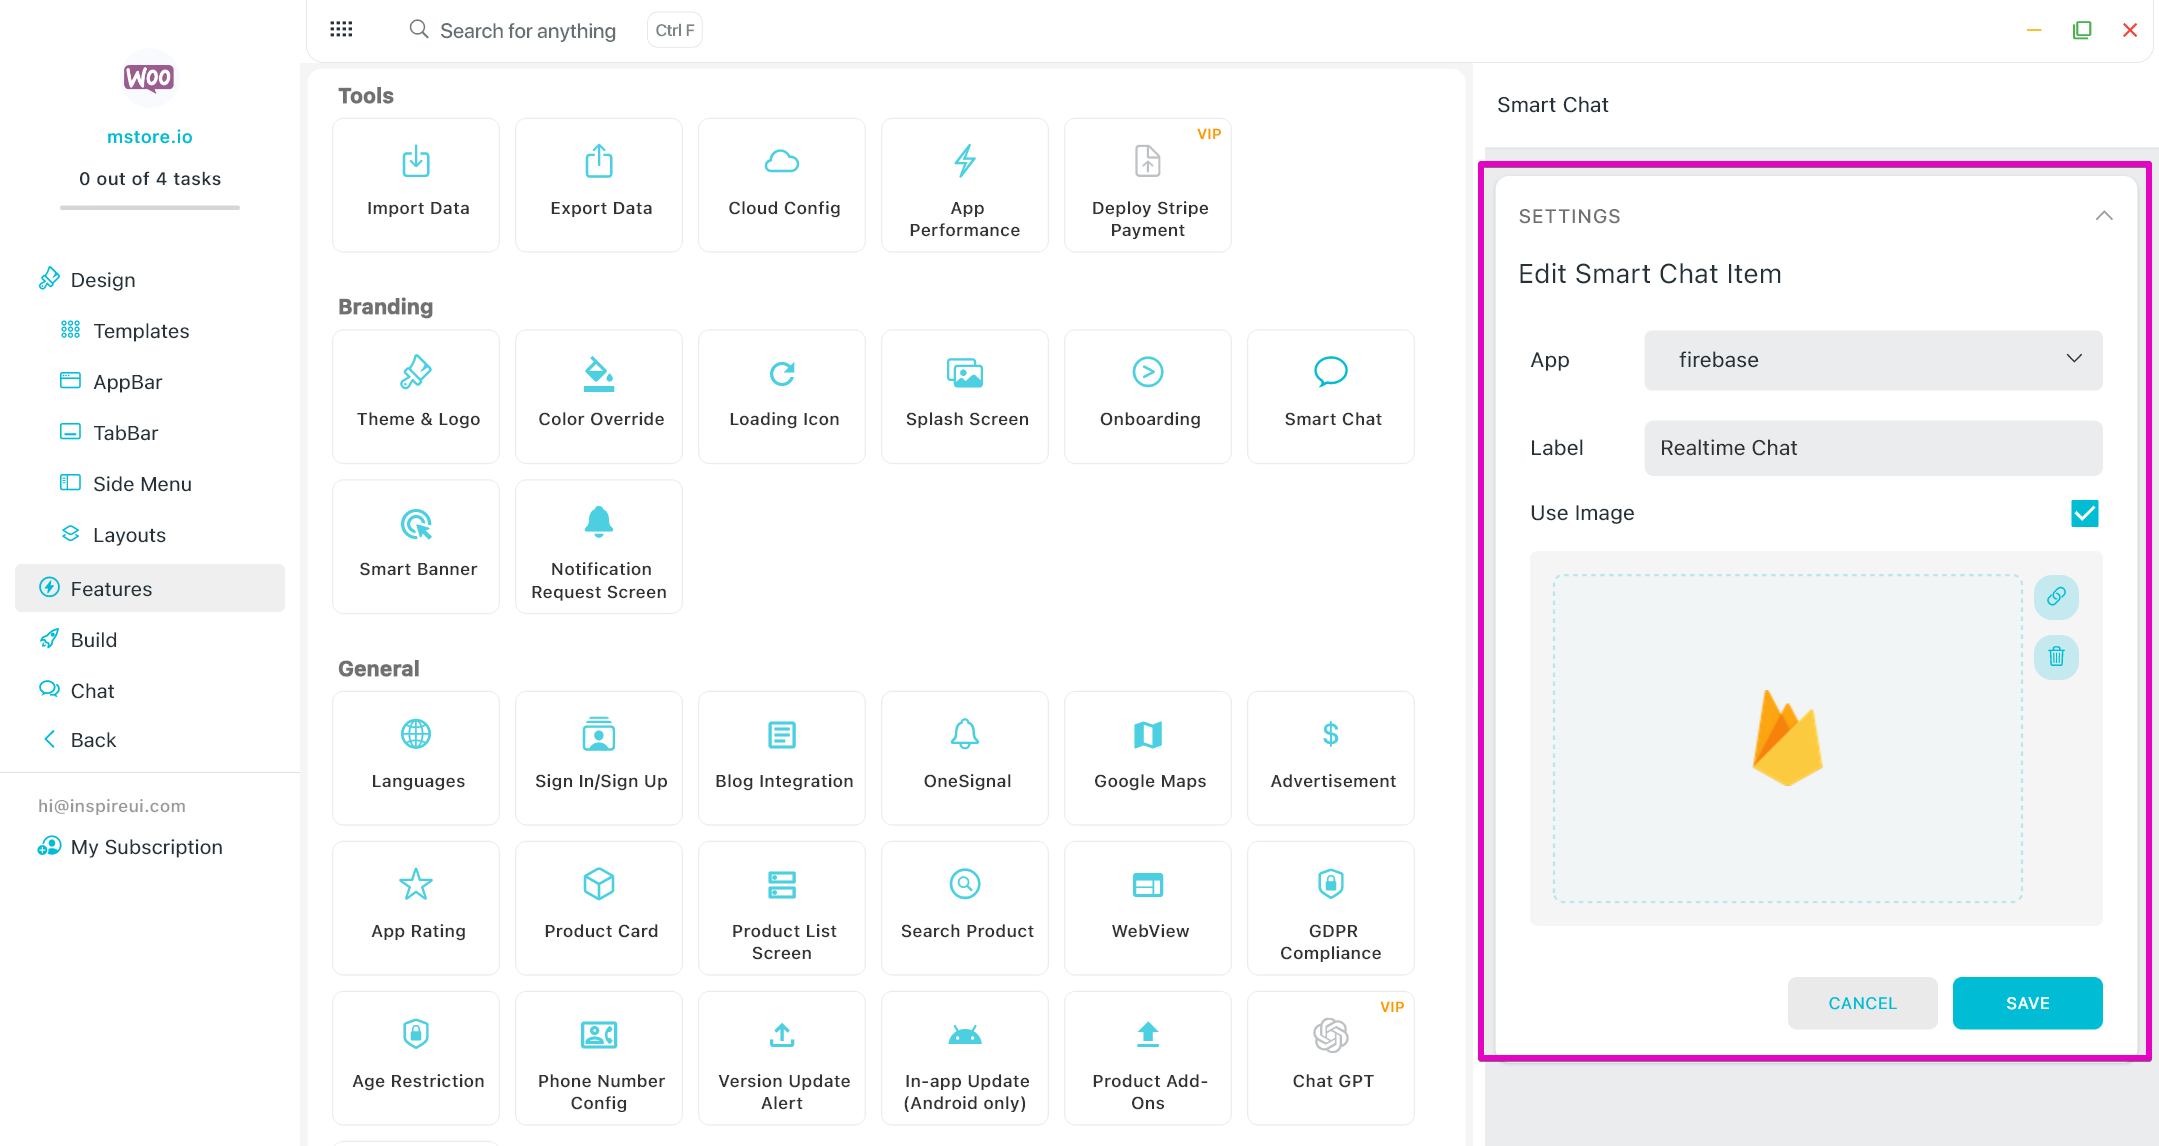 Search for anything
Ctrl F
WOO
mstore.io
0 out of 4 tasks
Design
Templates
AppBar
TabBar
Side Menu
Layouts
Features
Build
Chat
Back
hi@inspireui.com
My Subscription
Tools
Import Data
Export Data
Cloud Config
App
Performance
VIP
Deploy Stripe
Payment
Branding
Theme & Logo
Color Override
Loading Icon
Splash Screen
Onboarding
Smart Chat
Smart Banner
Notification
Request Screen
General
Languages
Sign In/Sign Up
Blog Integration
OneSignal
Google Maps
Advertisement
App Rating
Product Card
Product List
Screen
Search Product
WebView
GDPR
Compliance
Age Restriction
Phone Number
Config
Version Update
Alert
In-app Update
(Android only)
Product Add-
Ons
VIP
Chat GPT
Smart Chat
SETTINGS
Edit Smart Chat Item
App
firebase
Label
Realtime Chat
Use Image
CANCEL
SAVE